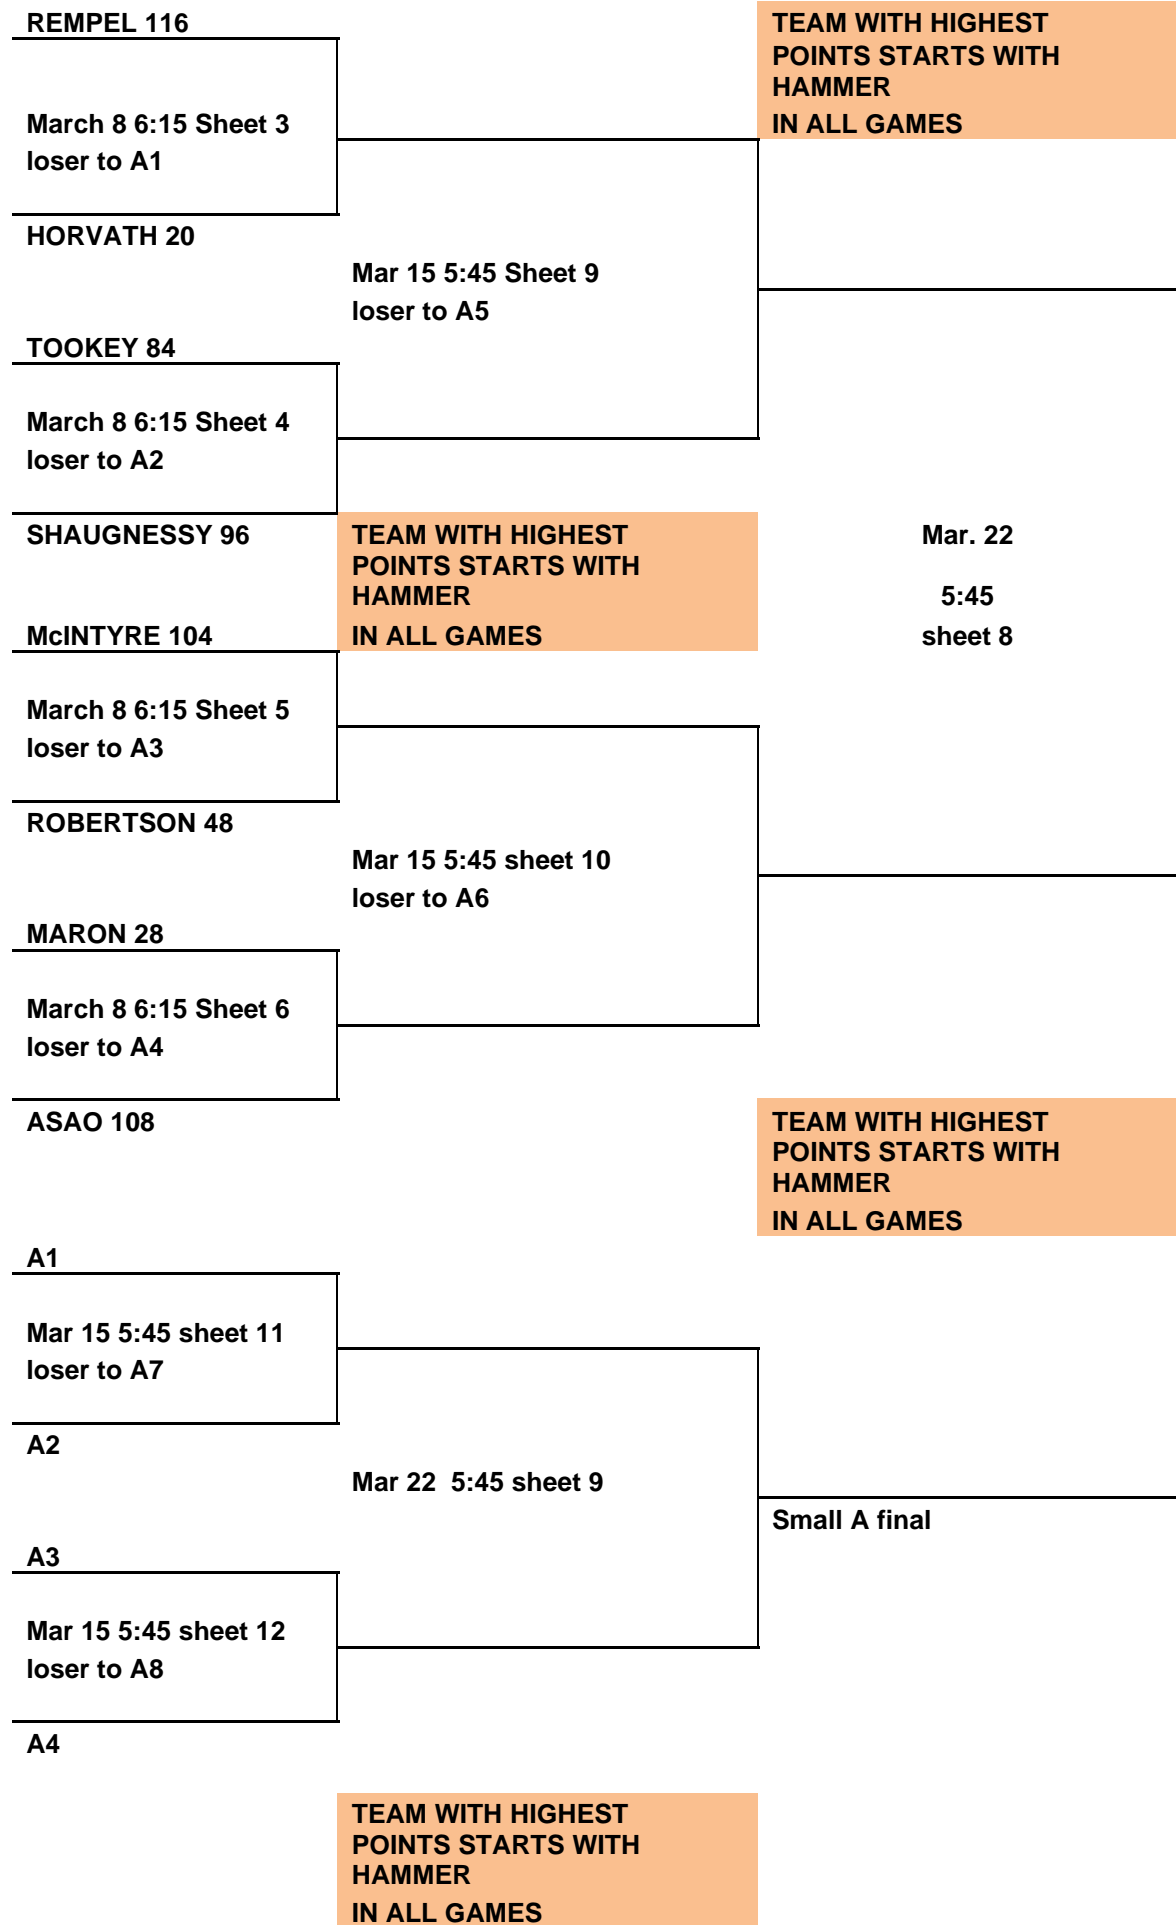 REMPEL 116
TEAM WITH HIGHEST
POINTS STARTS WITH
HAMMER
IN ALL GAMES
March 8 6:15 Sheet 3
loser to A1
HORVATH 20
Mar 15 5:45 Sheet 9
loser to A5
TOOKEY 84
March 8 6:15 Sheet 4
loser to A2
SHAUGNESSY 96
TEAM WITH HIGHEST
POINTS STARTS WITH
HAMMER
IN ALL GAMES
Mar. 22
5:45
sheet 8
McINTYRE 104
March 8 6:15 Sheet 5
loser to A3
ROBERTSON 48
Mar 15 5:45 sheet 10
loser to A6
MARON 28
March 8 6:15 Sheet 6
loser to A4
ASAO 108
TEAM WITH HIGHEST
POINTS STARTS WITH
HAMMER
IN ALL GAMES
A1
Mar 15 5:45 sheet 11
loser to A7
A2
Mar 22  5:45 sheet 9
Small A final
A3
Mar 15 5:45 sheet 12
loser to A8
A4
TEAM WITH HIGHEST
POINTS STARTS WITH
HAMMER
IN ALL GAMES